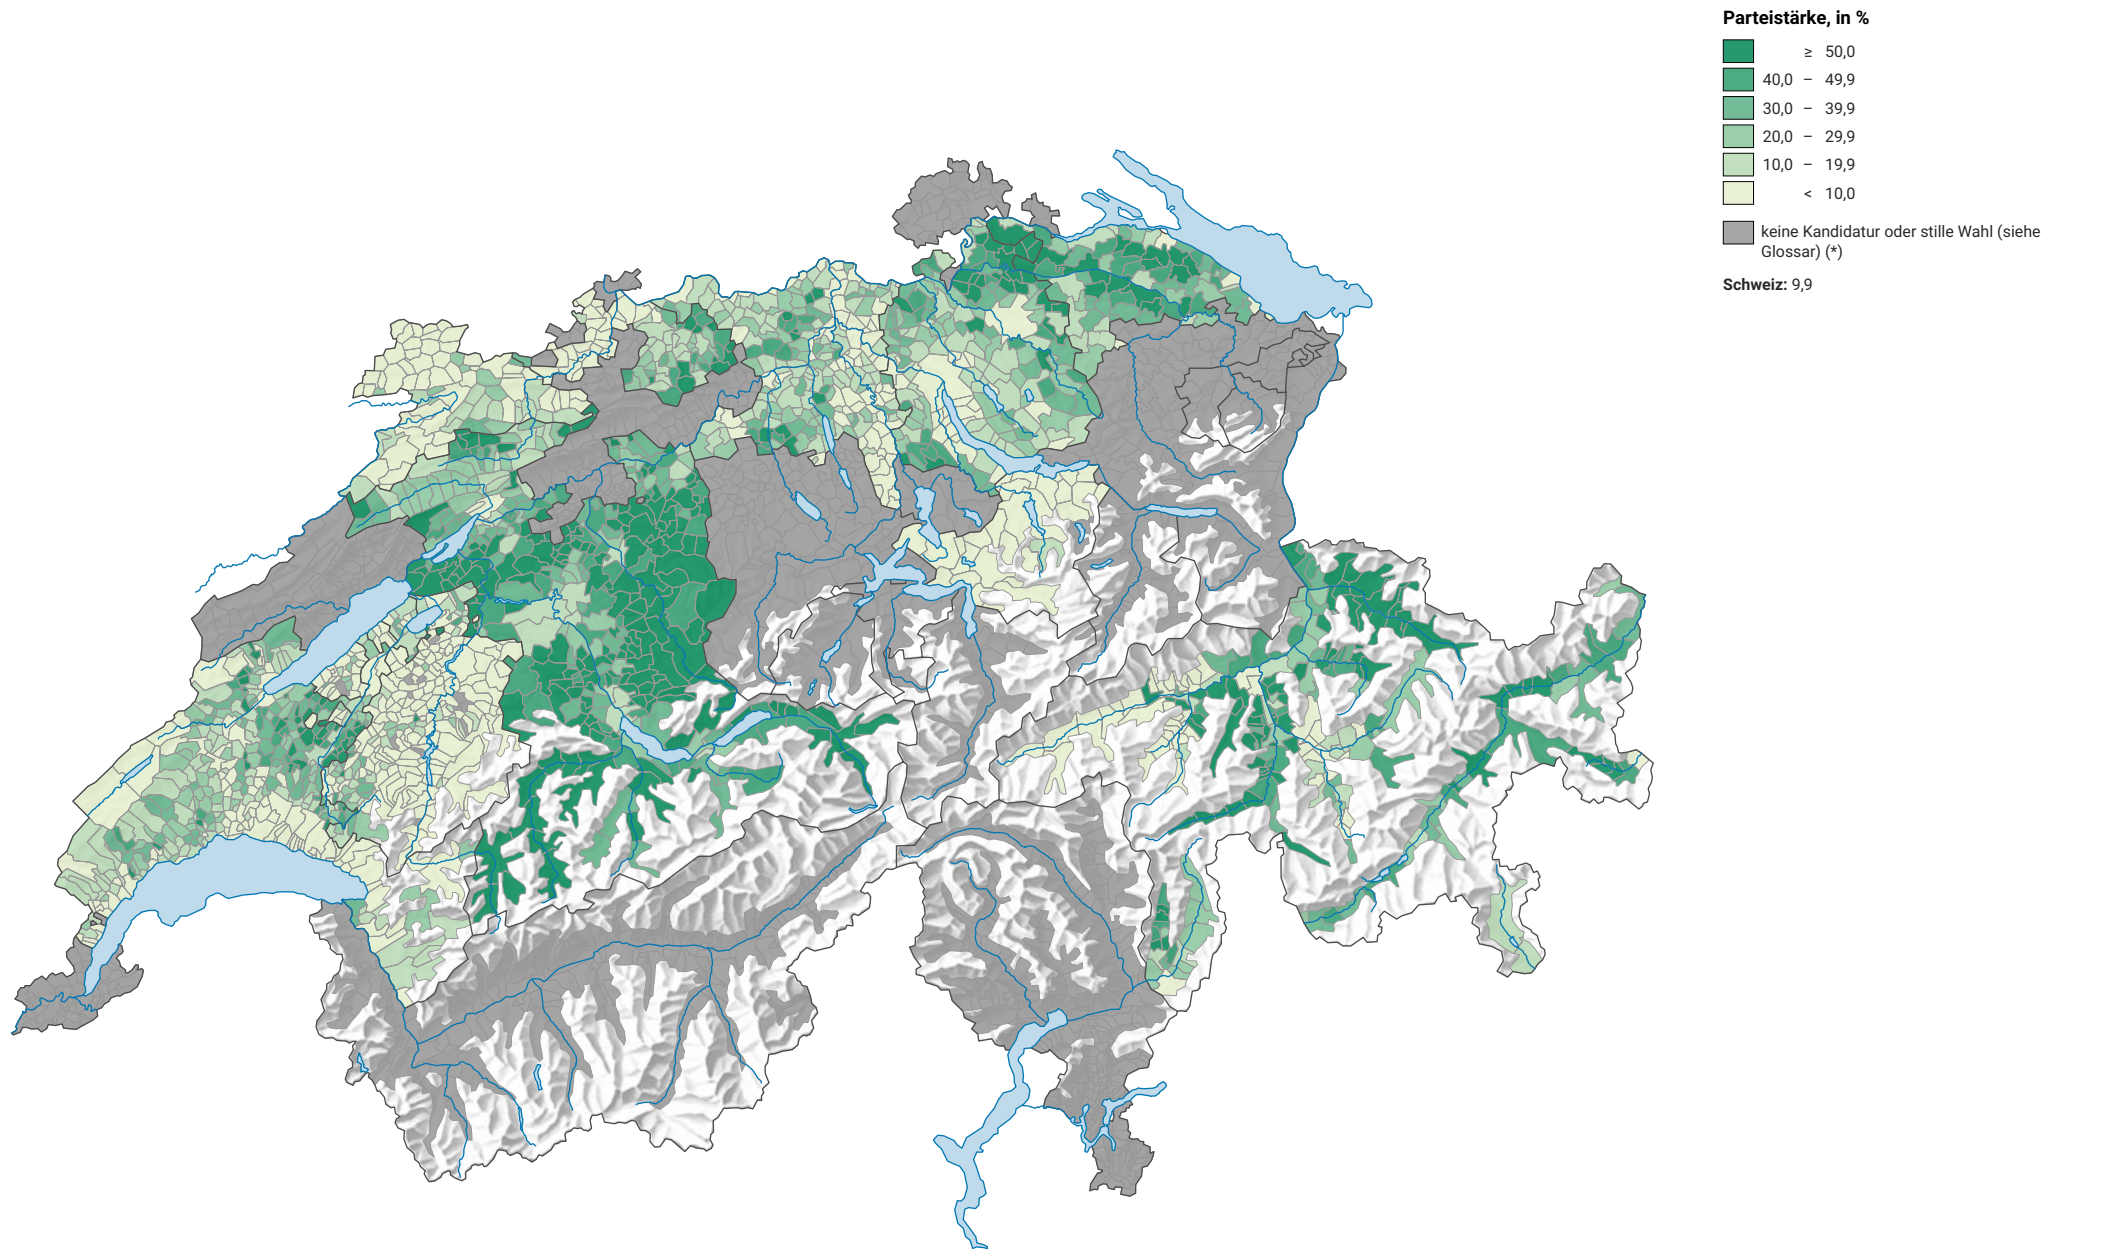 Parteistärke, in %
≥ 50,0
40,0 – 49,9
30,0 – 39,9
20,0 – 29,9
10,0 – 19,9
< 10,0
keine Kandidatur oder stille Wahl (siehe
Glossar) (*)
Schweiz: 9,9